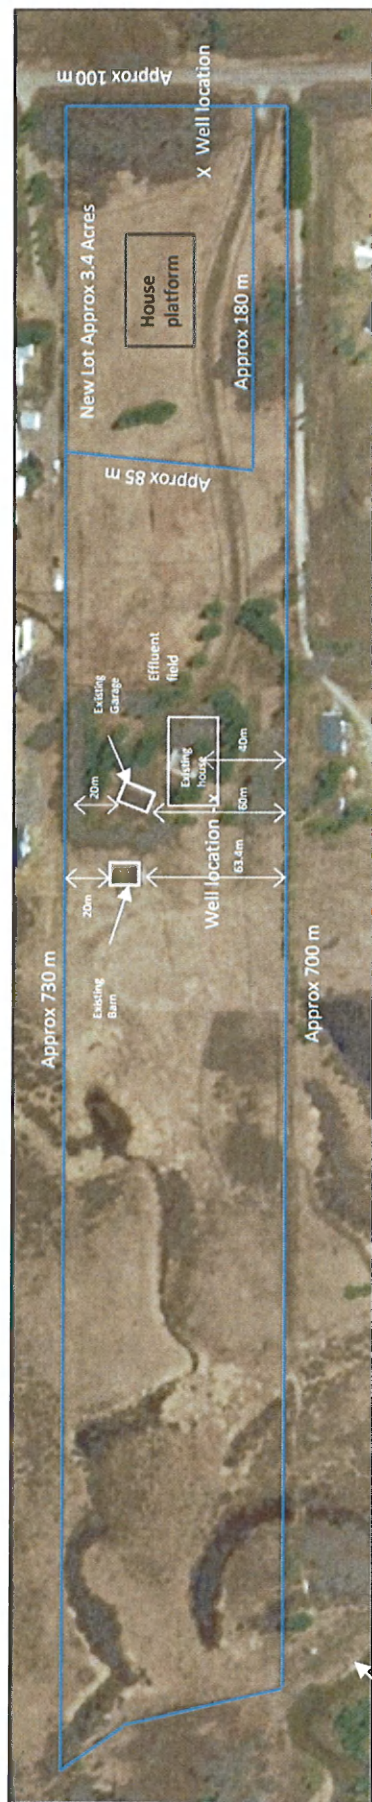 Approx 100 m
X Well location
New Lot Approx 3.4 Acres
House
platform
Approx 180 m
Approx 85 m
Effluent
field
Existing
Garage
20m
Existing
house
40m
60m
Well location -x
20m
63.4m
Existing
Barn
Approx 730 m
Approx 700 m